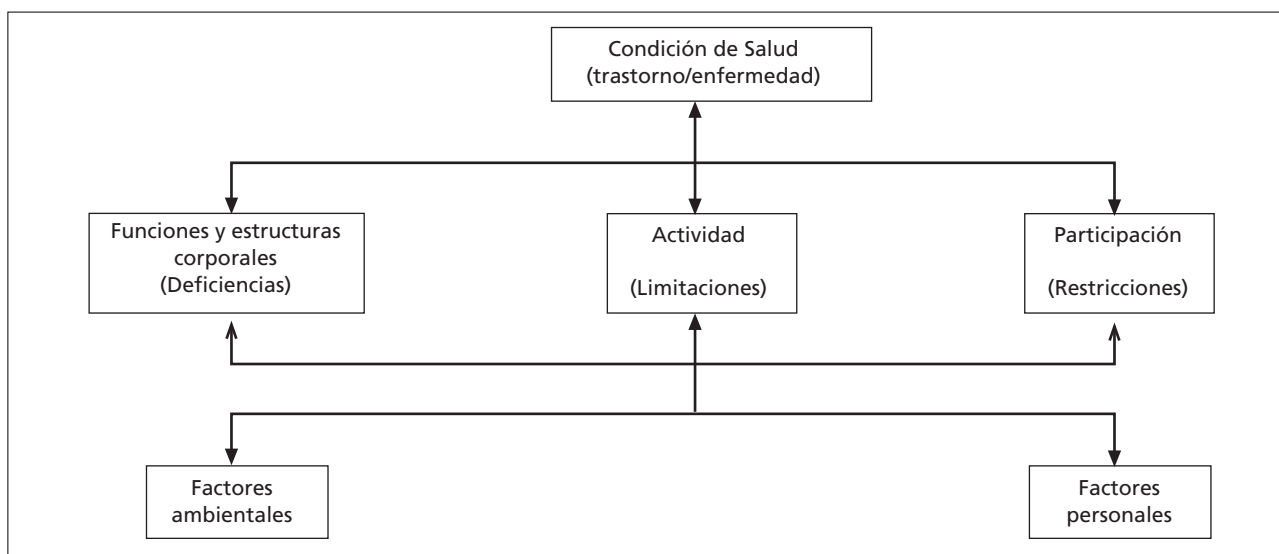 Condición de Salud
(trastorno/enfermedad)
Funciones y estructuras
corporales
(Deficiencias)
Actividad
(Limitaciones)
Participación
(Restricciones)
Factores
ambientales
Factores
personales